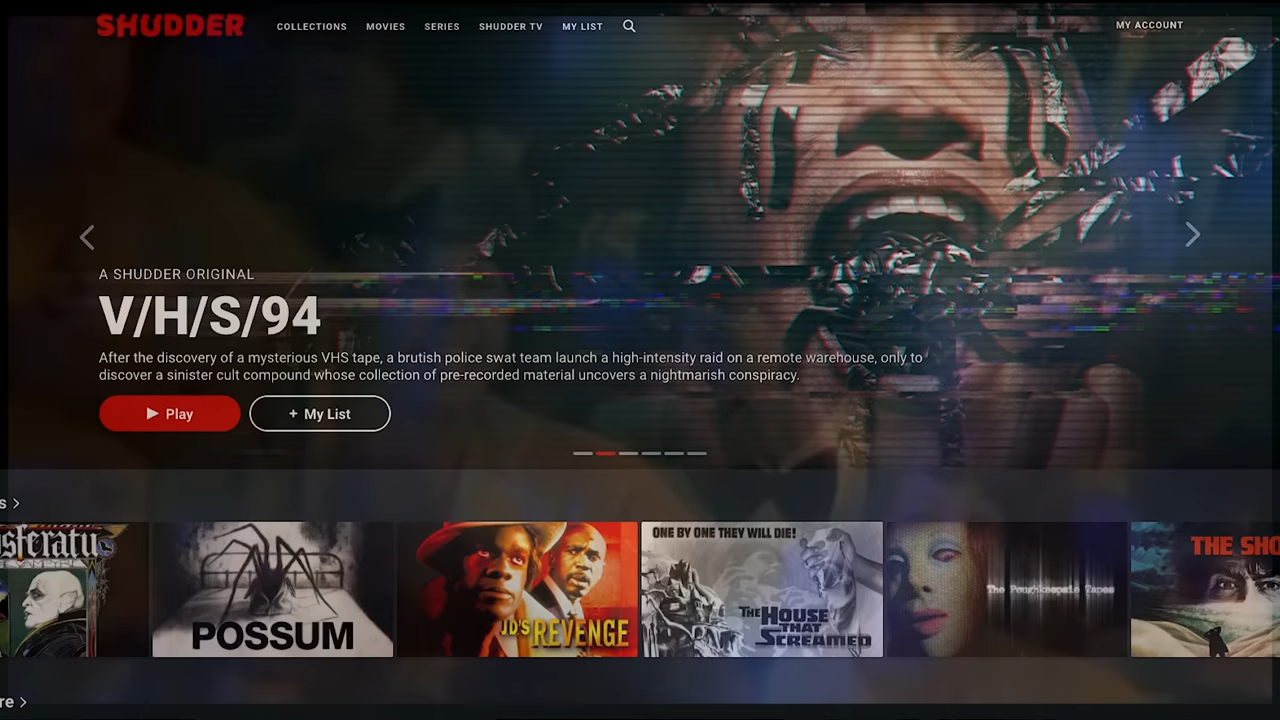 SHUDDER
COLLECTIONS MOVIES SERIES SHUDDER TV MY LIST
MY ACCOUNT
A SHUDDER ORIGINAL
V/H/S/94
After the discovery of a mysterious VHS tape, a brutish police swat team launch a high-intensity raid on a remote warehouse, only to
discover a sinister cult compound whose collection of pre-recorded material uncovers a nightmarish conspiracy.
Play
+ My List
s >
sferatu
POSSUM
JD'S REVENGE
ONE BY ONE THEY WILL DIE!
THE HOUSE
THAT
SCREAMED
The Poughkeepsie Tapes
THE SHO
re >